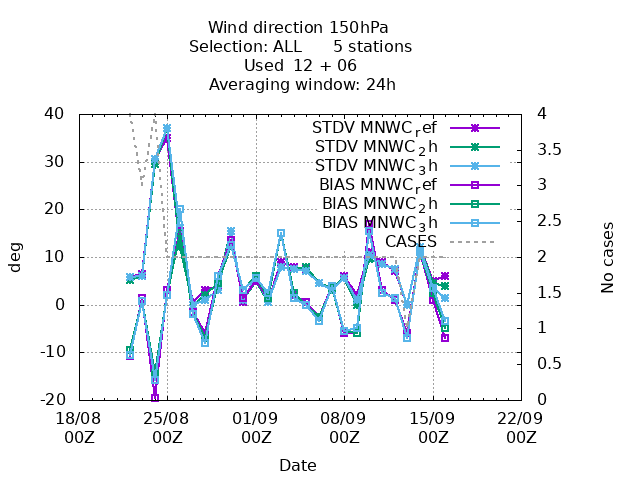 Wind direction 150hPa
Selection: ALL 5 stations
Used 12 + 06
Averaging window: 24h
40
30
20
10
0
-10
-20
4
3.5
3
2.5
2
1.5
1
0.5
0
deg
No cases
STDV MNWCref
STDV MNWC2h
STDV MNWC3h
BIAS MNWCref
BIAS MNWC2h
BIAS MNWC3h
CASES
18/08 25/08 01/09 08/09 15/09 22/09
00Z 00Z 00Z 00Z 00Z 00Z
Date